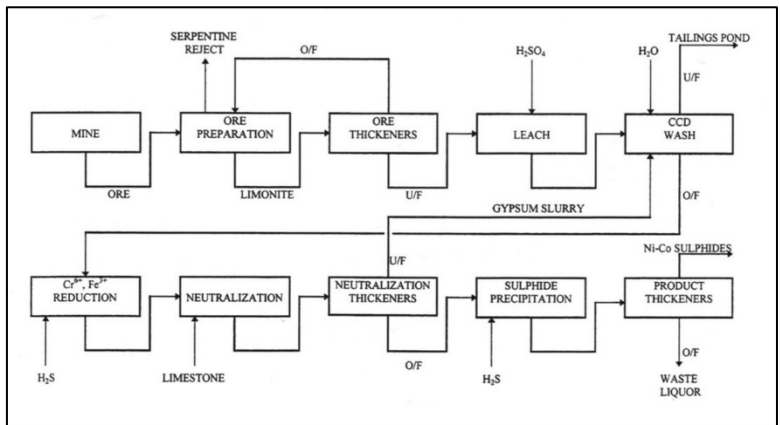 SERPENTINE
REJECT
O/F
H₂SO₄
H₂O
TAILINGS POND
U/F
MINE
ORE
PREPARATION
ORE
THICKENERS
LEACH
CCD
WASH
ORE
LIMONITE
U/F
O/F
GYPSUM SLURRY
U/F
Ni-Co SULPHIDES
Cr⁶⁺, Fe³⁺
REDUCTION
NEUTRALIZATION
NEUTRALIZATION
THICKENERS
SULPHIDE
PRECIPITATION
PRODUCT
THICKENERS
H₂S
LIMESTONE
O/F
H₂S
O/F
WASTE
LIQUOR